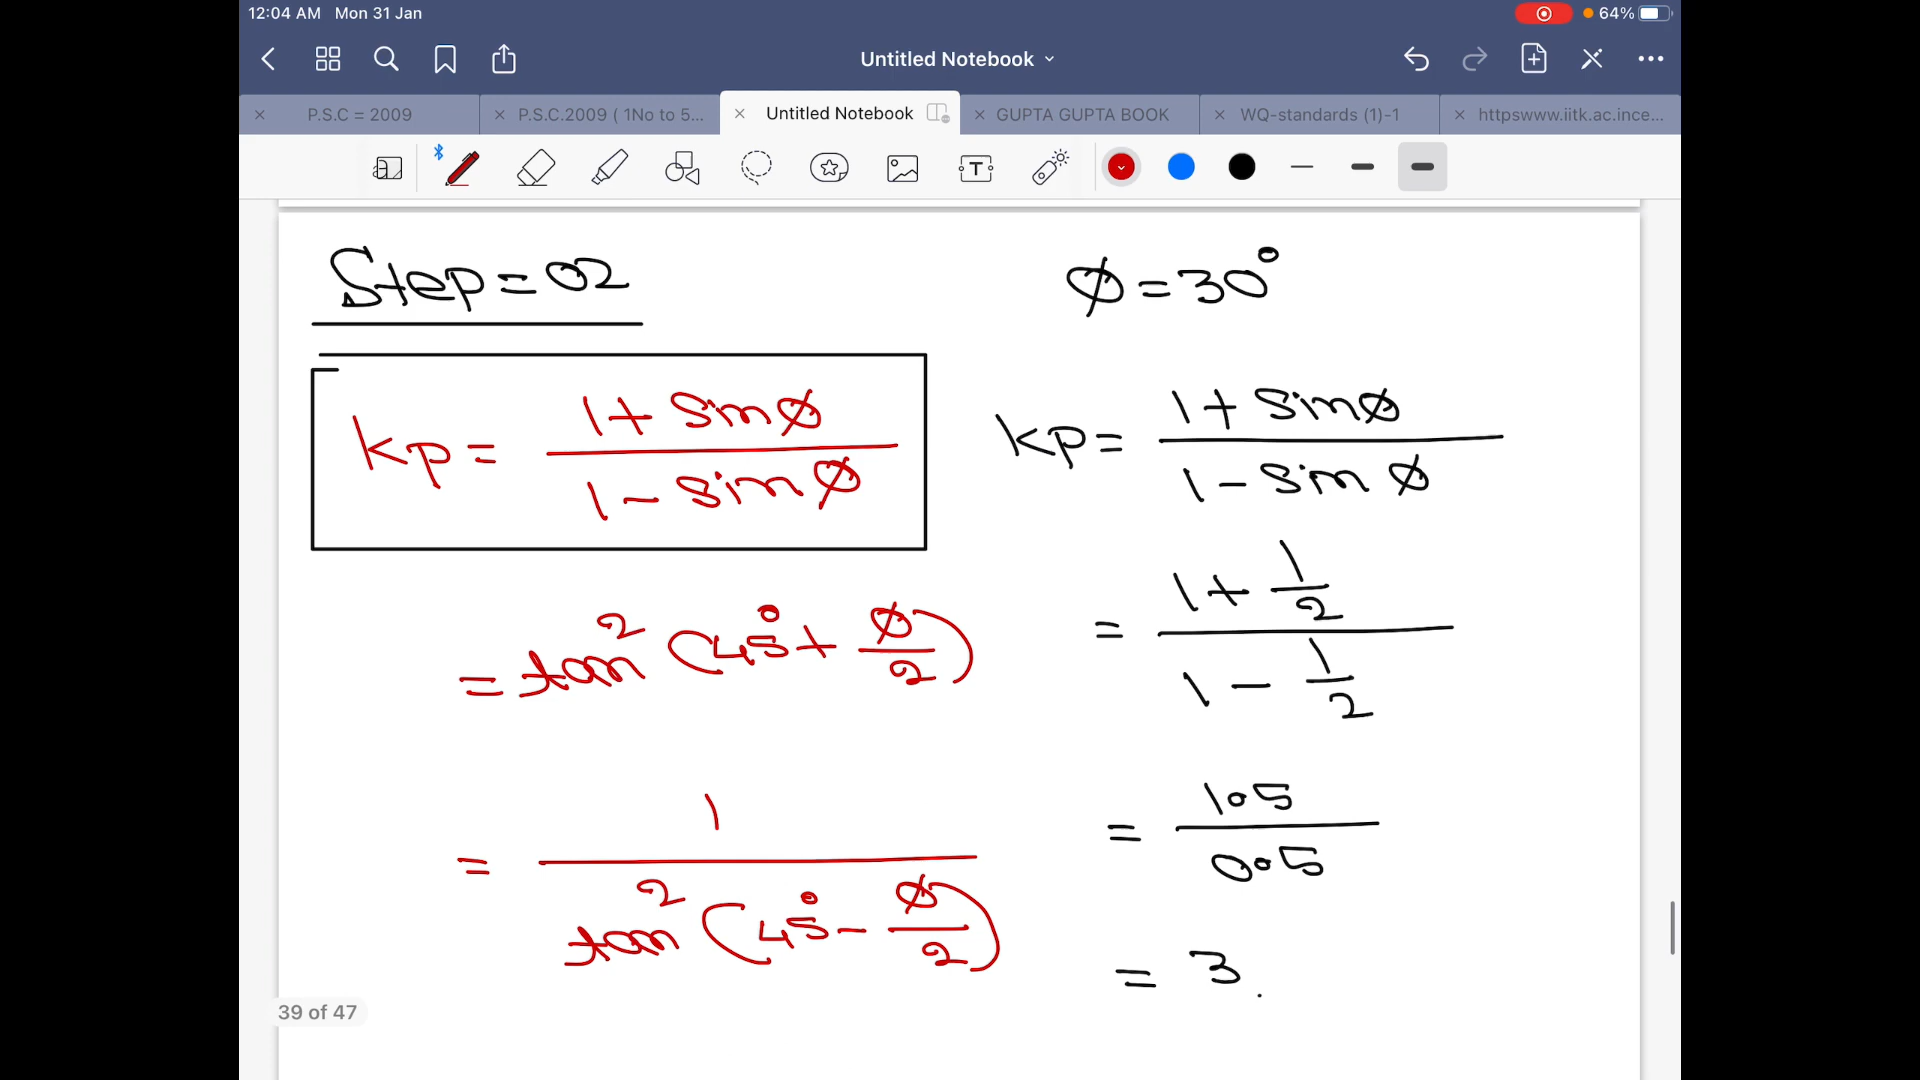 12:04 AM Mon 31 Jan
64%
Untitled Notebook
P.S.C = 2009
P.S.C.2009 ( 1No to 5...
Untitled Notebook
GUPTA GUPTA BOOK
WQ-standards (1)-1
httpswww.iitk.ac.ince...
Step=02
kp= 1+ sinφ / 1- sinφ
= tan² (45°+ φ/2)
= 1 / tan² (45°- φ/2)
φ=30°
kp= 1+ sinφ / 1- sin φ
= 1+ 1/2 / 1- 1/2
= 1.5 / 0.5
= 3.
39 of 47